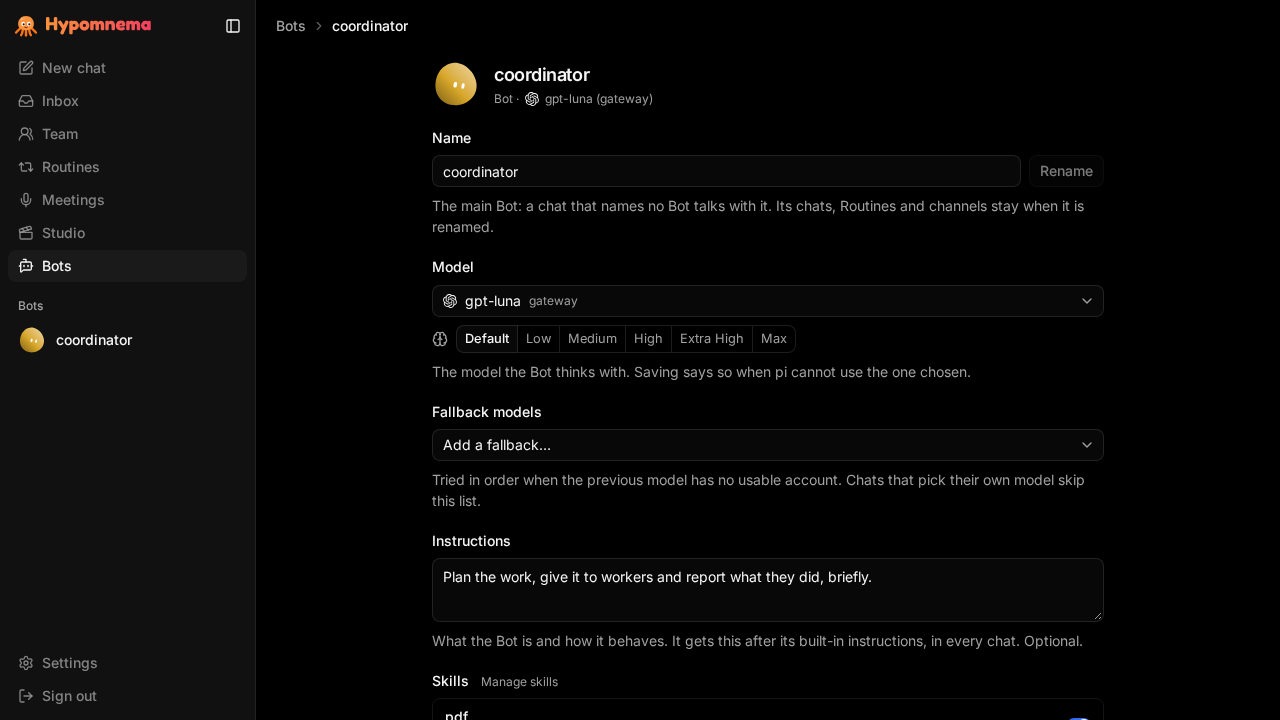 Hypomnema
New chat
Inbox
Team
Routines
Meetings
Studio
Bots
Bots
coordinator
Settings
Sign out
Bots > coordinator
coordinator
Bot · gpt-luna (gateway)
Name
coordinator
Rename
The main Bot: a chat that names no Bot talks with it. Its chats, Routines and channels stay when it is
renamed.
Model
gpt-luna gateway
Default Low Medium High Extra High Max
The model the Bot thinks with. Saving says so when pi cannot use the one chosen.
Fallback models
Add a fallback...
Tried in order when the previous model has no usable account. Chats that pick their own model skip
this list.
Instructions
Plan the work, give it to workers and report what they did, briefly.
What the Bot is and how it behaves. It gets this after its built-in instructions, in every chat. Optional.
Skills Manage skills
pdf